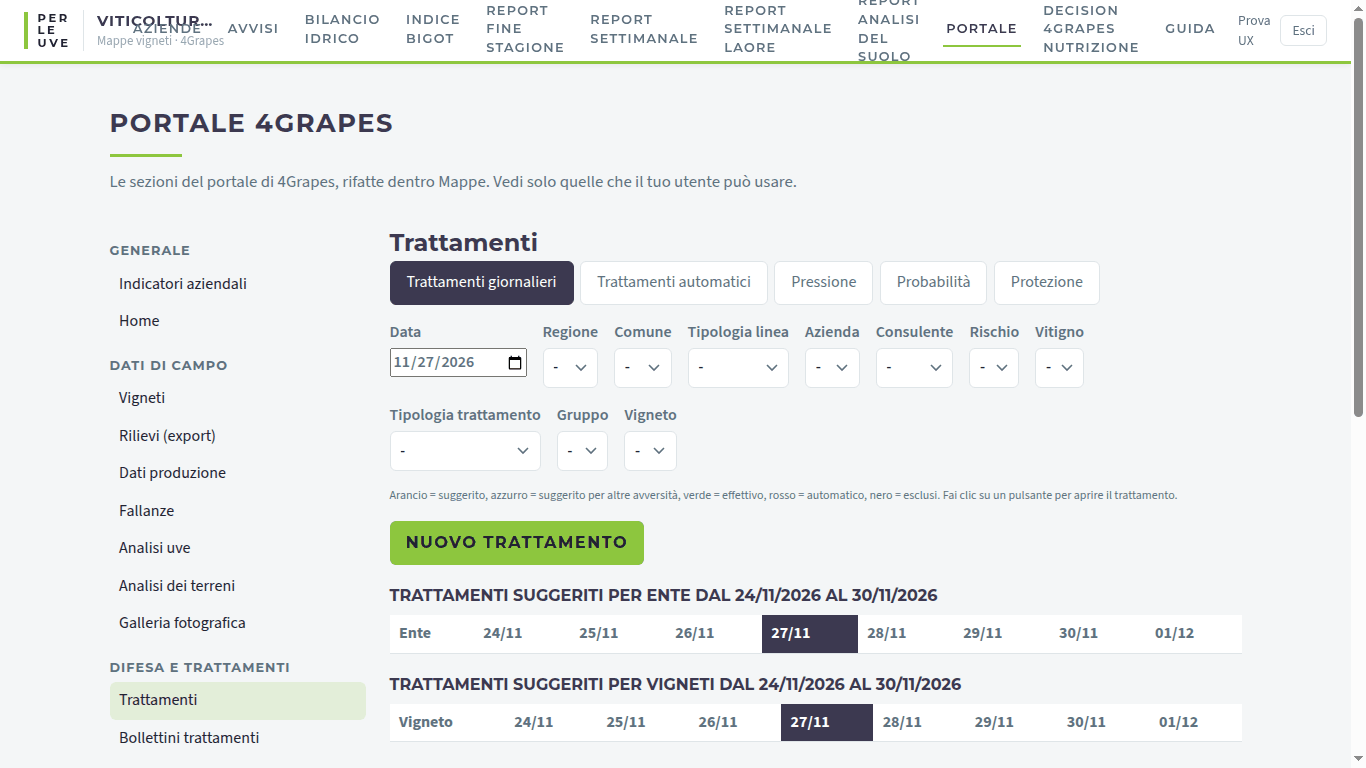 PER
LE
UVE
VITICOLTUR...
Mappe vigneti · 4Grapes
AZIENDE
AVVISI
BILANCIO
IDRICO
INDICE
BIGOT
REPORT
FINE
STAGIONE
REPORT
SETTIMANALE
REPORT
SETTIMANALE
LAORE
REPORT
ANALISI
DEL
SUOLO
PORTALE
DECISION
4GRAPES
NUTRIZIONE
GUIDA
Prova
UX
Esci
PORTALE 4GRAPES
Le sezioni del portale di 4Grapes, rifatte dentro Mappe. Vedi solo quelle che il tuo utente può usare.
GENERALE
Indicatori aziendali
Home
DATI DI CAMPO
Vigneti
Rilievi (export)
Dati produzione
Fallanze
Analisi uve
Analisi dei terreni
Galleria fotografica
DIFESA E TRATTAMENTI
Trattamenti
Bollettini trattamenti
Trattamenti
Trattamenti giornalieri Trattamenti automatici Pressione Probabilità Protezione
Data Regione Comune Tipologia linea Azienda Consulente Rischio Vitigno
11/27/2026 - - - - - - -
Tipologia trattamento Gruppo Vigneto
- - -
Arancio = suggerito, azzurro = suggerito per altre avversità, verde = effettivo, rosso = automatico, nero = esclusi. Fai clic su un pulsante per aprire il trattamento.
NUOVO TRATTAMENTO
TRATTAMENTI SUGGERITI PER ENTE DAL 24/11/2026 AL 30/11/2026
Ente 24/11 25/11 26/11 27/11 28/11 29/11 30/11 01/12
TRATTAMENTI SUGGERITI PER VIGNETI DAL 24/11/2026 AL 30/11/2026
Vigneto 24/11 25/11 26/11 27/11 28/11 29/11 30/11 01/12